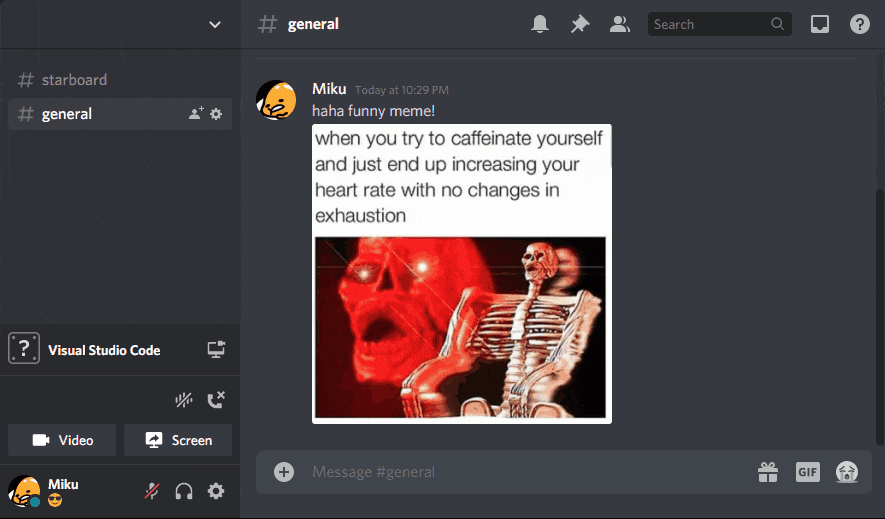 # general
Search
# starboard
# general
Miku Today at 10:29 PM
haha funny meme!
when you try to caffeinate yourself
and just end up increasing your
heart rate with no changes in
exhaustion
? Visual Studio Code
Video
Screen
Miku
Message #general
GIF